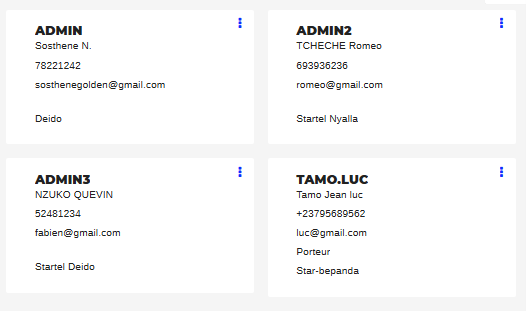 ADMIN
Sosthene N.
78221242
sosthenegolden@gmail.com
Deido
ADMIN2
TCHECHE Romeo
693936236
romeo@gmail.com
Startel Nyalla
ADMIN3
NZUKO QUEVIN
52481234
fabien@gmail.com
Startel Deido
TAMO.LUC
Tamo Jean luc
+23795689562
luc@gmail.com
Porteur
Star-bepanda